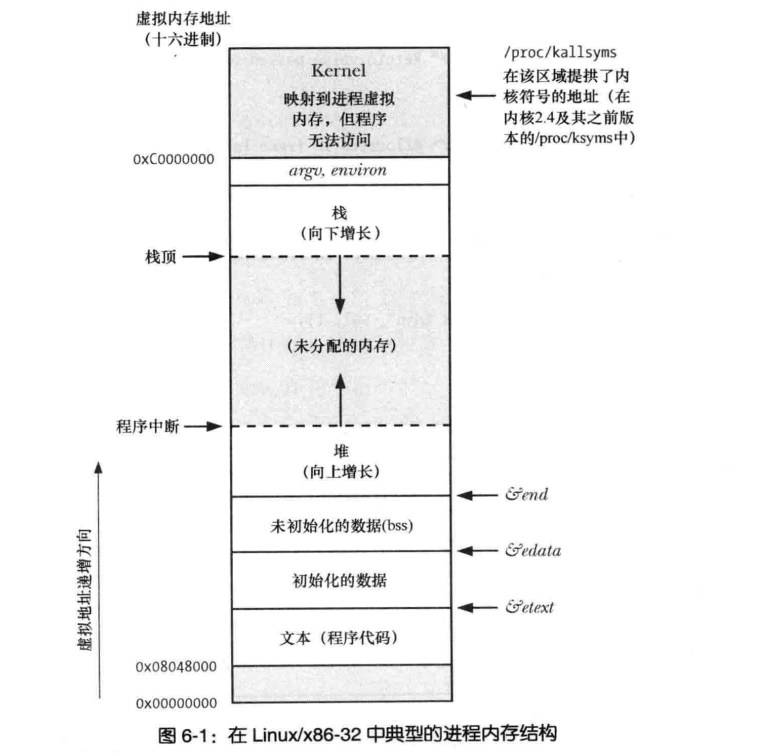 虚拟内存地址
（十六进制）
/proc/kallsyms
在该区域提供了内
核符号的地址（在
内核2.4及其之前版
本的/proc/ksyms中）
Kernel
映射到进程虚拟
内存，但程序
无法访问
0xC0000000
argv, environ
栈
（向下增长）
栈顶
（未分配的内存）
程序中断
堆
（向上增长）
&end
未初始化的数据(bss)
&edata
初始化的数据
&etext
文本（程序代码）
虚拟地址递增方向
0x08048000
0x00000000
图 6-1：在 Linux/x86-32 中典型的进程内存结构